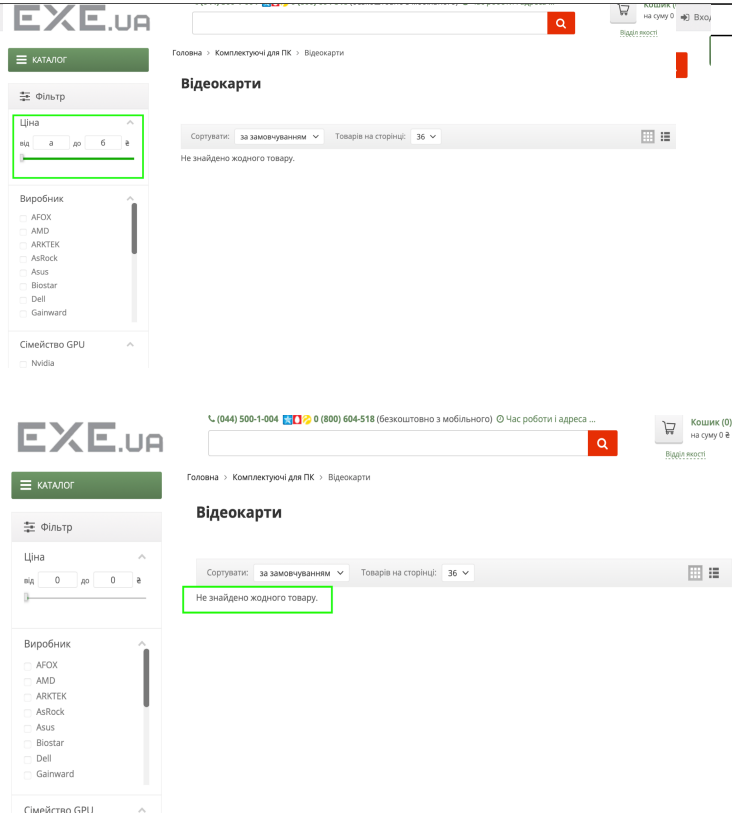 EXE.UA
Кошик (
на суму 0
Вхо
Відділ якості
КАТАЛОГ
Головна > Комплектуючі для ПК > Відеокарти
Відеокарти
Фільтр
Ціна
від а до б ₴
Сортувати: за замовчуванням Товарів на сторінці: 36
Не знайдено жодного товару.
Виробник
AFOX
AMD
ARKTEK
AsRock
Asus
Biostar
Dell
Gainward
Сімейство GPU
Nvidia
(044) 500-1-004 0 (800) 604-518 (безкоштовно з мобільного) Час роботи і адреса ...
EXE.UA
Кошик (0)
на суму 0 ₴
Відділ якості
КАТАЛОГ
Головна > Комплектуючі для ПК > Відеокарти
Відеокарти
Фільтр
Ціна
від 0 до 0 ₴
Сортувати: за замовчуванням Товарів на сторінці: 36
Не знайдено жодного товару.
Виробник
AFOX
AMD
ARKTEK
AsRock
Asus
Biostar
Dell
Gainward
Сімейство GPU